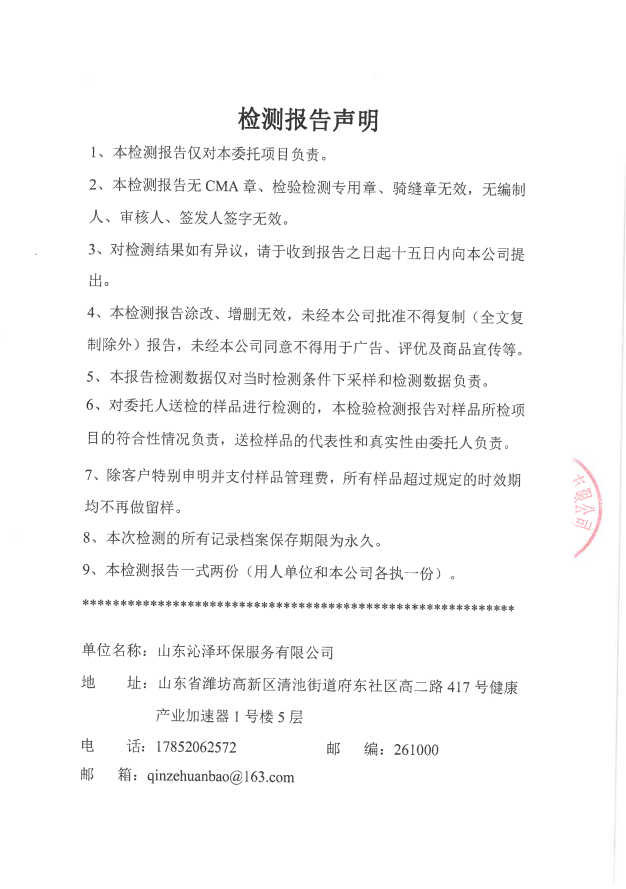 检测报告声明
1、本检测报告仅对本委托项目负责。
2、本检测报告无 CMA 章、检验检测专用章、骑缝章无效，无编制
人、审核人、签发人签字无效。
3、对检测结果如有异议，请于收到报告之日起十五日内向本公司提
出。
4、本检测报告涂改、增删无效，未经本公司批准不得复制（全文复
制除外）报告，未经本公司同意不得用于广告、评优及商品宣传等。
5、本报告检测数据仅对当时检测条件下采样和检测数据负责。
6、对委托人送检的样品进行检测的，本检验检测报告对样品所检项
目的符合性情况负责，送检样品的代表性和真实性由委托人负责。
7、除客户特别申明并支付样品管理费，所有样品超过规定的时效期
均不再做留样。
8、本次检测的所有记录档案保存期限为永久。
9、本检测报告一式两份（用人单位和本公司各执一份）。
**********************************************************
单位名称：山东沁泽环保服务有限公司
地 址：山东省潍坊高新区清池街道府东社区高二路 417 号健康
产业加速器 1 号楼 5 层
电 话：17852062572 邮 编：261000
邮 箱：qinzehuanbao@163.com
限公司